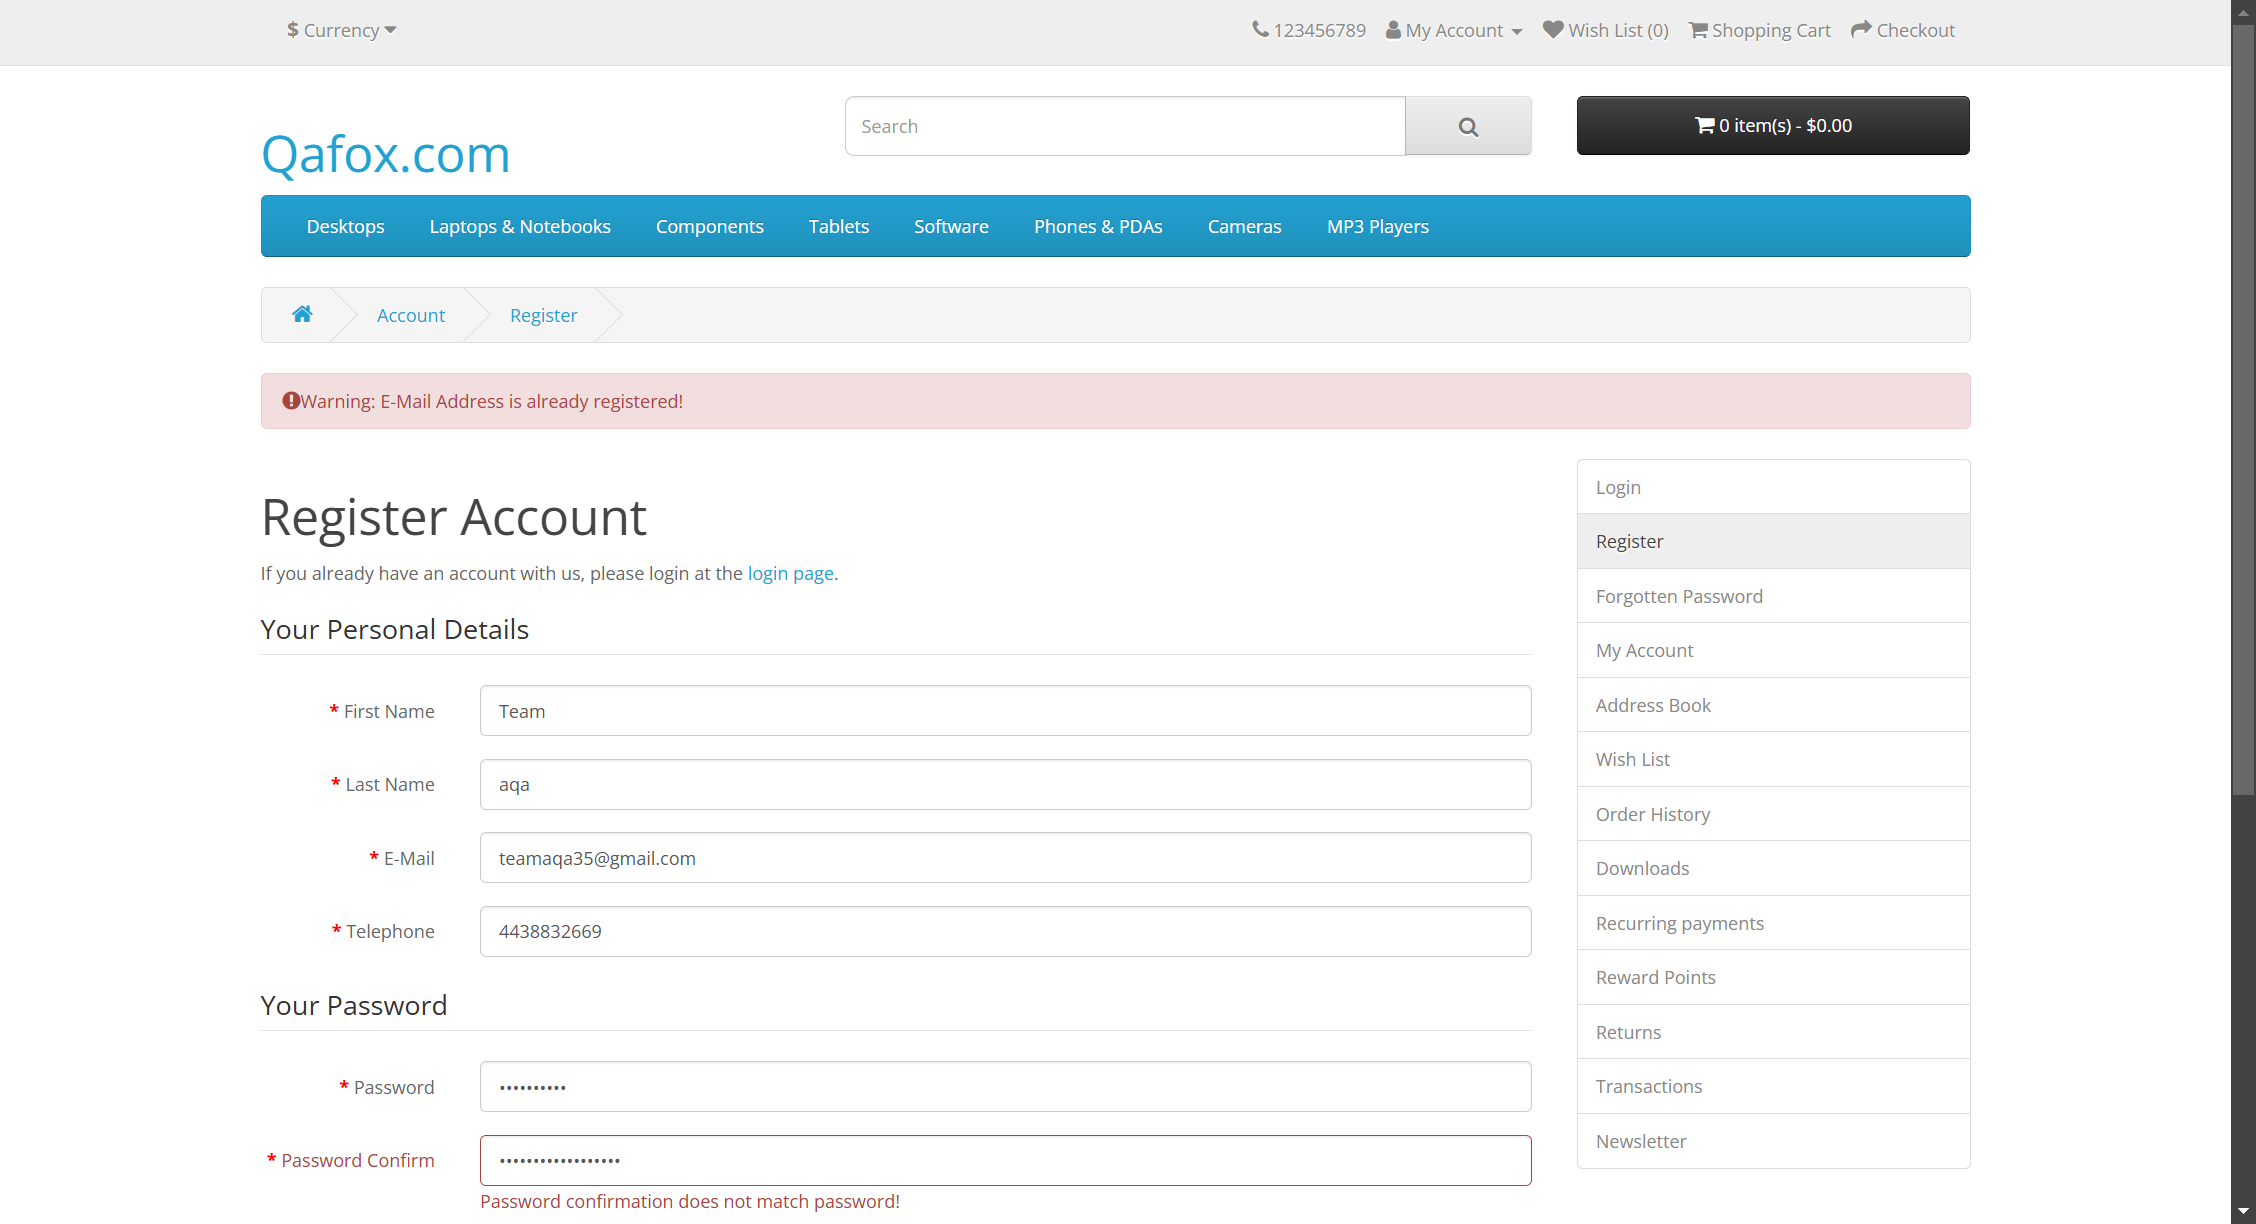 $ Currency
123456789 My Account Wish List (0) Shopping Cart Checkout
Qafox.com
Search
0 item(s) - $0.00
Desktops Laptops & Notebooks Components Tablets Software Phones & PDAs Cameras MP3 Players
Account Register
Warning: E-Mail Address is already registered!
Register Account
If you already have an account with us, please login at the login page.
Your Personal Details
* First Name Team
* Last Name aqa
* E-Mail teamaqa35@gmail.com
* Telephone 4438832669
Your Password
* Password ••••••••••
* Password Confirm ••••••••••••••••••
Password confirmation does not match password!
Login
Register
Forgotten Password
My Account
Address Book
Wish List
Order History
Downloads
Recurring payments
Reward Points
Returns
Transactions
Newsletter